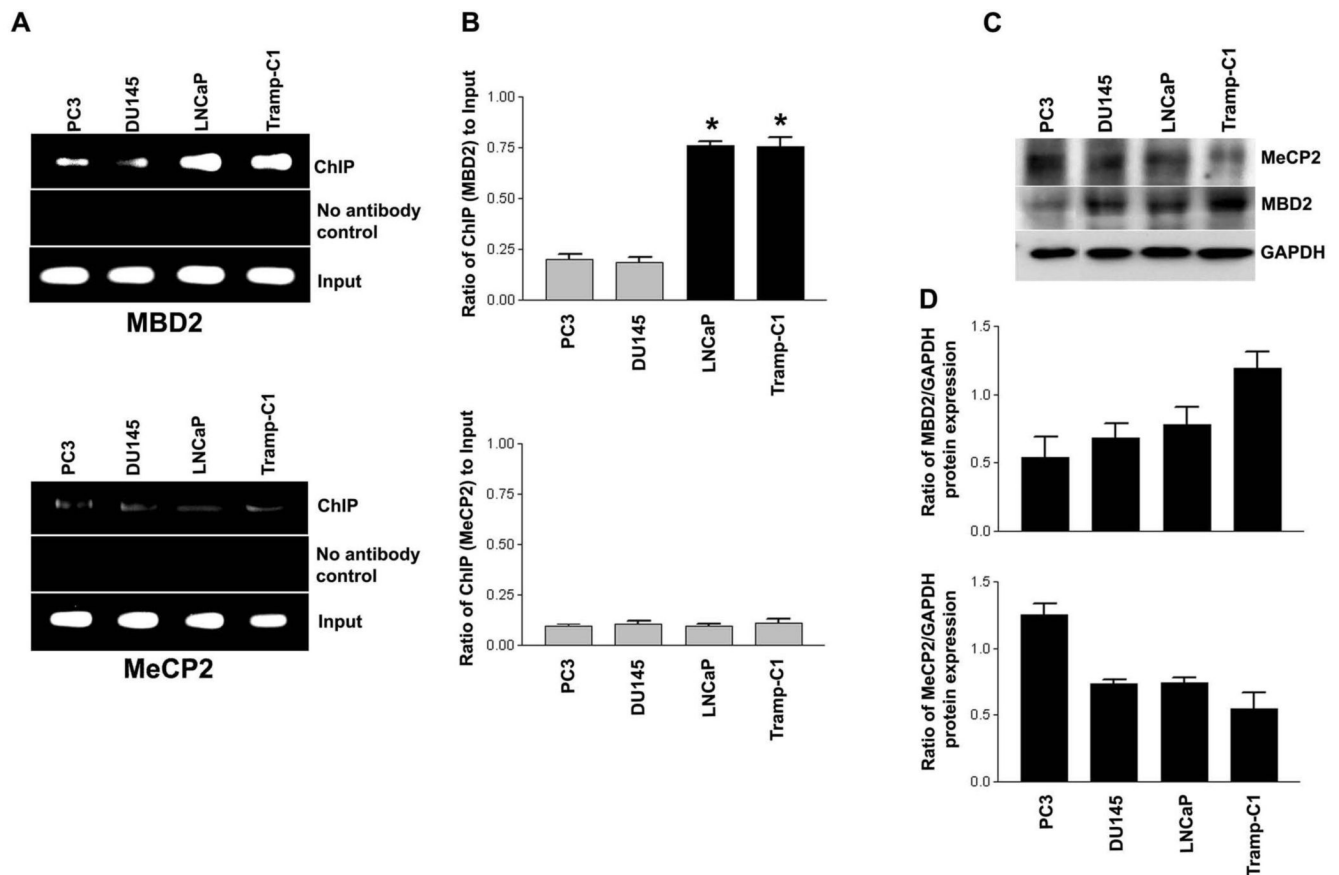 A
PC3
DU145
LNCaP
Tramp-C1
ChIP
No antibody
control
Input
MBD2
PC3
DU145
LNCaP
Tramp-C1
ChIP
No antibody
control
Input
MeCP2
B
Ratio of ChIP (MBD2) to Input
1.00
0.75
0.50
0.25
0.00
*
*
PC3
DU145
LNCaP
Tramp-C1
Ratio of ChIP (MeCP2) to Input
1.00
0.75
0.50
0.25
0.00
PC3
DU145
LNCaP
Tramp-C1
C
PC3
DU145
LNCaP
Tramp-C1
MeCP2
MBD2
GAPDH
D
Ratio of MBD2/GAPDH
protein expression
1.5
1.0
0.5
0.0
Ratio of MeCP2/GAPDH
protein expression
1.5
1.0
0.5
0.0
PC3
DU145
LNCaP
Tramp-C1